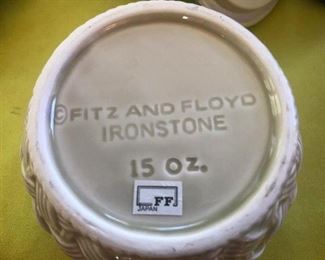 ©FITZ AND FLOYD
IRONSTONE
15 OZ.
FF
JAPAN